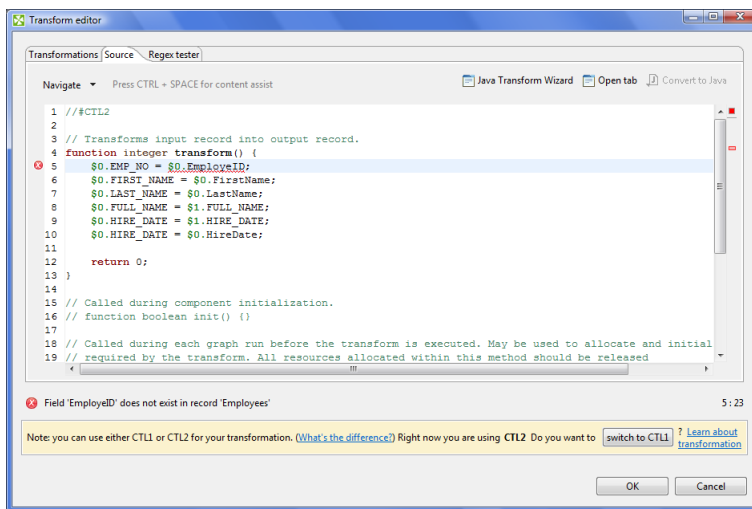 Transform editor
Transformations Source Regex tester
Navigate Press CTRL + SPACE for content assist Java Transform Wizard Open tab Convert to Java
1 //#CTL2
2
3 // Transforms input record into output record.
4 function integer transform() {
5 $0.EMP_NO = $0.EmployeID;
6 $0.FIRST_NAME = $0.FirstName;
7 $0.LAST_NAME = $0.LastName;
8 $0.FULL_NAME = $1.FULL_NAME;
9 $0.HIRE_DATE = $1.HIRE_DATE;
10 $0.HIRE_DATE = $0.HireDate;
11
12 return 0;
13 }
14
15 // Called during component initialization.
16 // function boolean init() {}
17
18 // Called during each graph run before the transform is executed. May be used to allocate and initial
19 // required by the transform. All resources allocated within this method should be released
Field 'EmployeID' does not exist in record 'Employees' 5 : 23
Note: you can use either CTL1 or CTL2 for your transformation. (What's the difference?) Right now you are using CTL2 Do you want to switch to CTL1 ? Learn about
transformation
OK Cancel